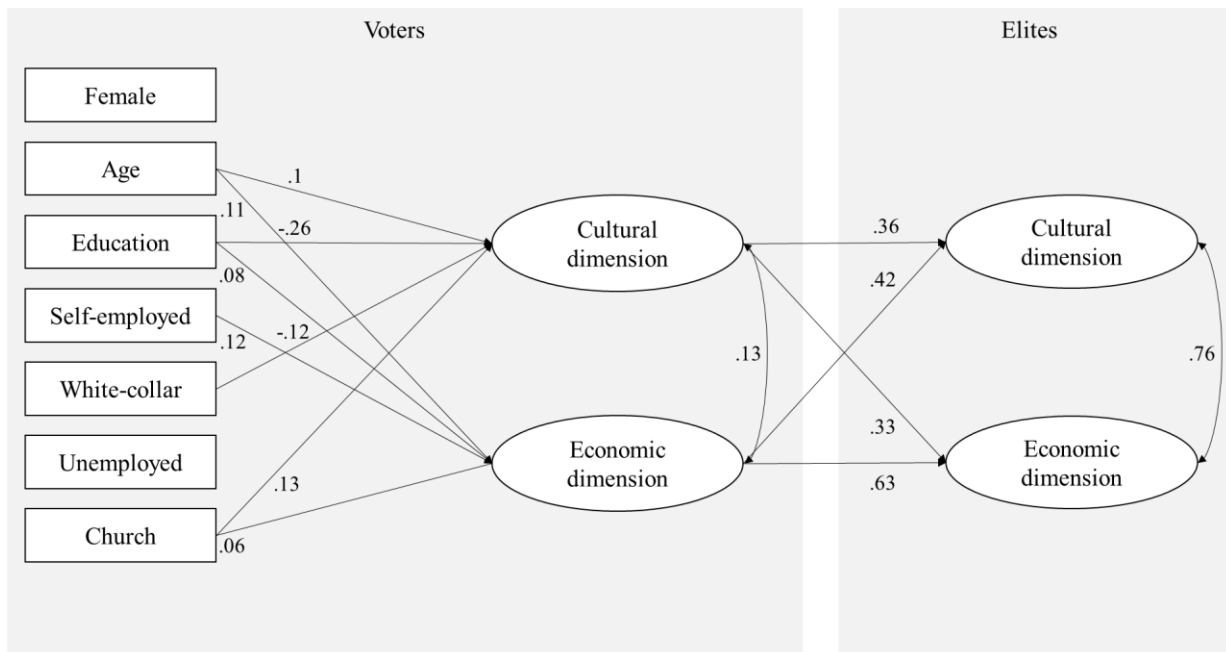 Voters
Elites
Female
Age
.1
.11
Education
-.26
.08
Self-employed
.12
-.12
White-collar
Unemployed
.13
Church
.06
Cultural
dimension
.13
Economic
dimension
.36
.42
.33
.63
Cultural
dimension
.76
Economic
dimension